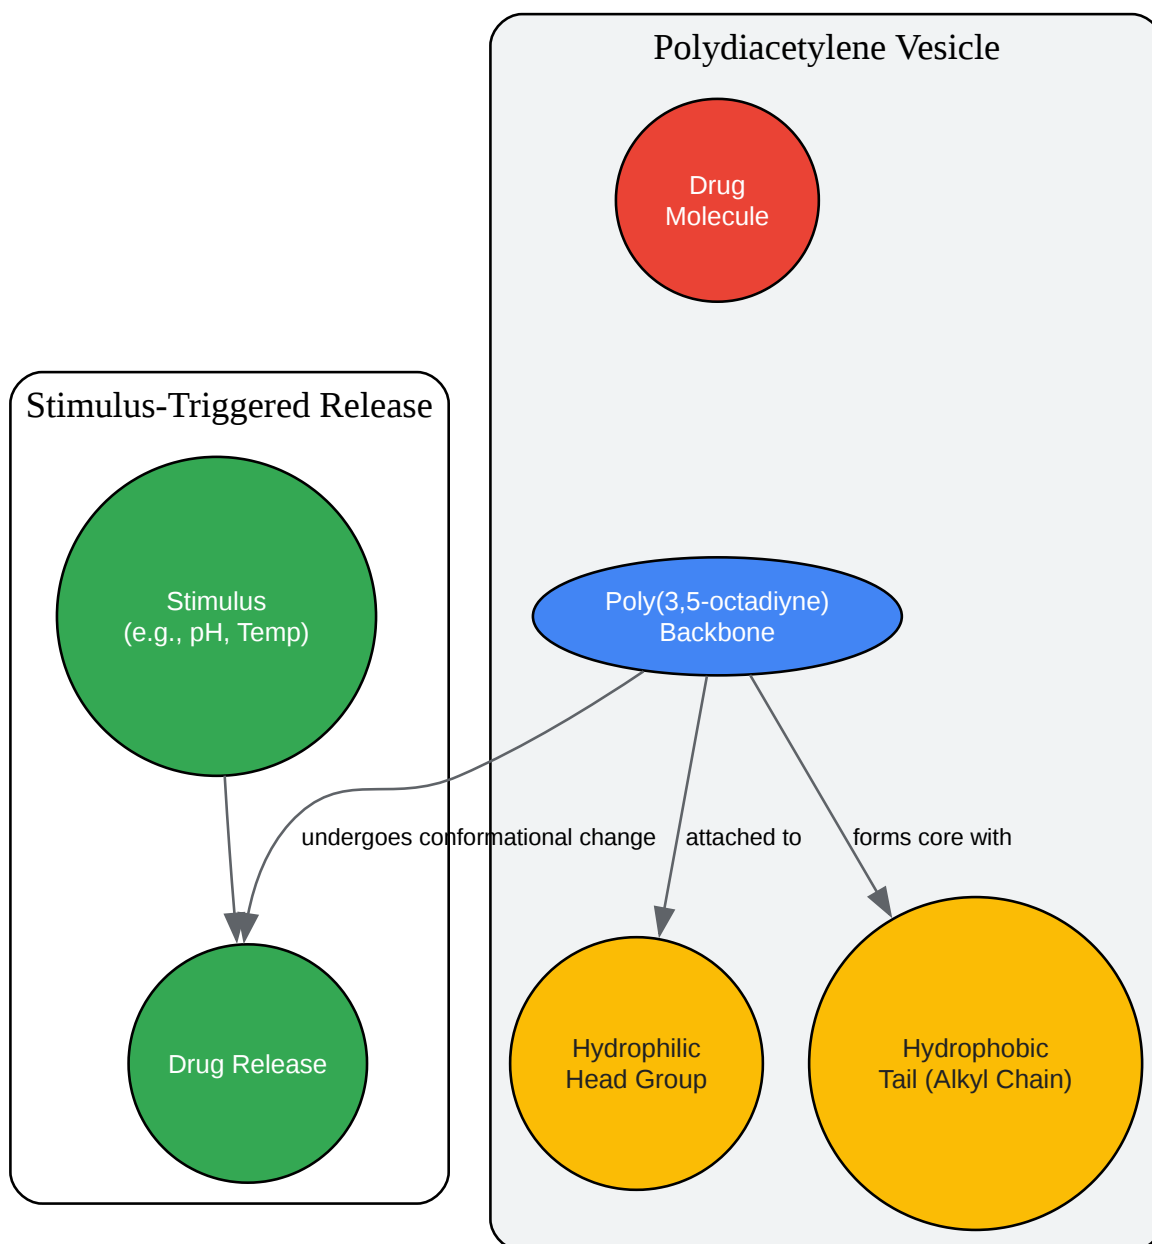 Polydiacetylene Vesicle
Drug
Molecule
Stimulus-Triggered Release
Stimulus
(e.g., pH, Temp)
Poly(3,5-octadiyne)
Backbone
undergoes conformational change
attached to
forms core with
Drug Release
Hydrophilic
Head Group
Hydrophobic
Tail (Alkyl Chain)